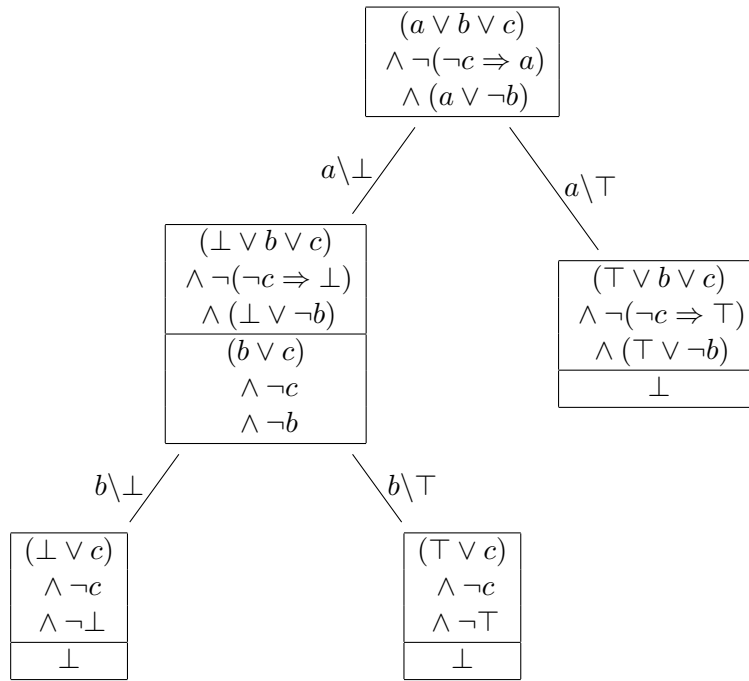 (a ∨ b ∨ c)
∧ ¬(¬c ⇒ a)
∧ (a ∨ ¬b)
a\⊥
a\⊤
(⊥ ∨ b ∨ c)
∧ ¬(¬c ⇒ ⊥)
∧ (⊥ ∨ ¬b)
(b ∨ c)
∧ ¬c
∧ ¬b
(⊤ ∨ b ∨ c)
∧ ¬(¬c ⇒ ⊤)
∧ (⊤ ∨ ¬b)
⊥
b\⊥
b\⊤
(⊥ ∨ c)
∧ ¬c
∧ ¬⊥
⊥
(⊤ ∨ c)
∧ ¬c
∧ ¬⊤
⊥